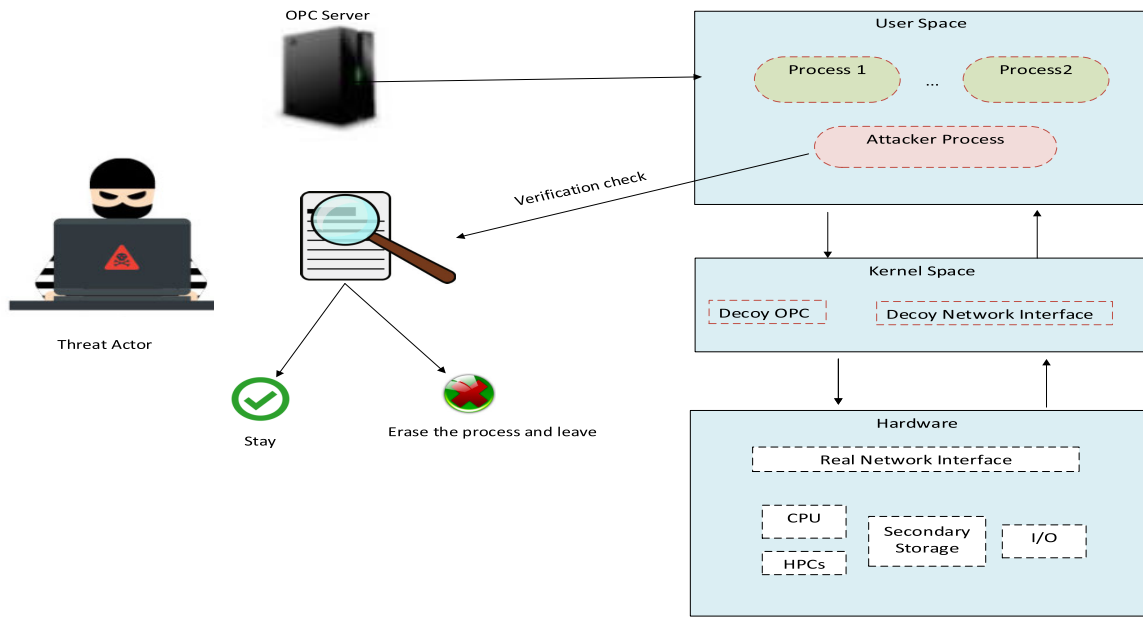 OPC Server
User Space
Process 1
...
Process2
Attacker Process
Verification check
Kernel Space
Decoy OPC
Decoy Network Interface
Threat Actor
Stay
Erase the process and leave
Hardware
Real Network Interface
CPU
HPCs
Secondary
Storage
I/O